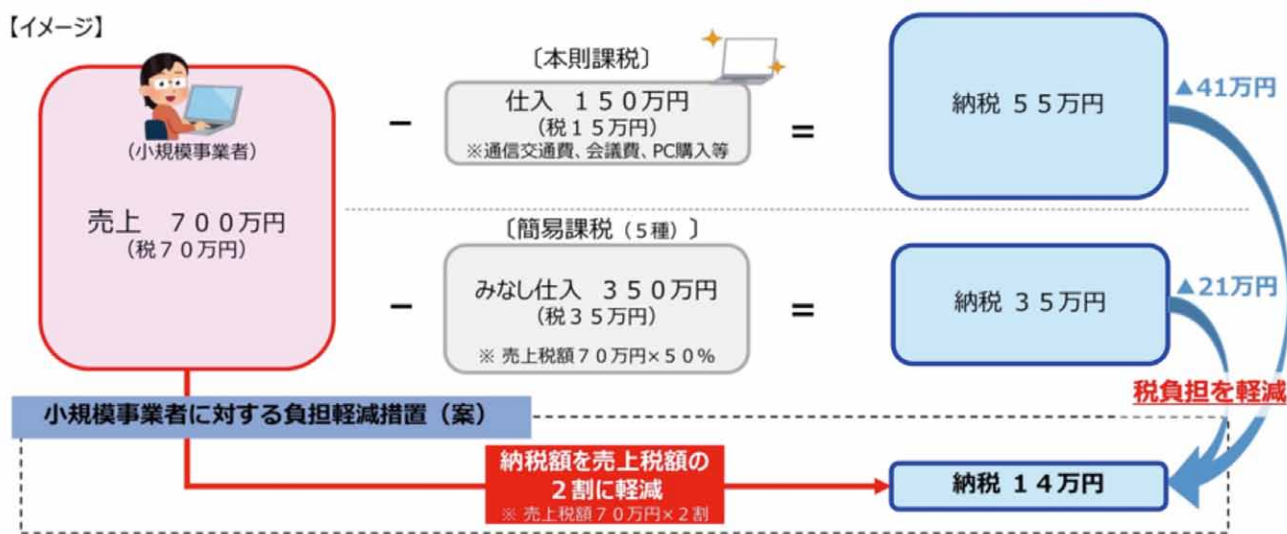 【イメージ】
(小規模事業者)
売上　７００万円
(税７０万円)
－
〔本則課税〕
仕入　１５０万円
(税１５万円)
※通信交通費、会議費、PC購入等
＝
納税 ５５万円
▲41万円
－
〔簡易課税（５種）〕
みなし仕入　３５０万円
(税３５万円)
※ 売上税額７０万円×５０％
＝
納税 ３５万円
▲21万円
税負担を軽減
小規模事業者に対する負担軽減措置（案）
納税額を売上税額の
２割に軽減
※ 売上税額７０万円×２割
納税 １４万円